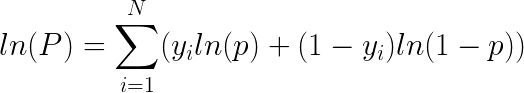 ln(P) = \sum_{i=1}^{N} (y_i ln(p) + (1 - y_i) ln(1 - p))